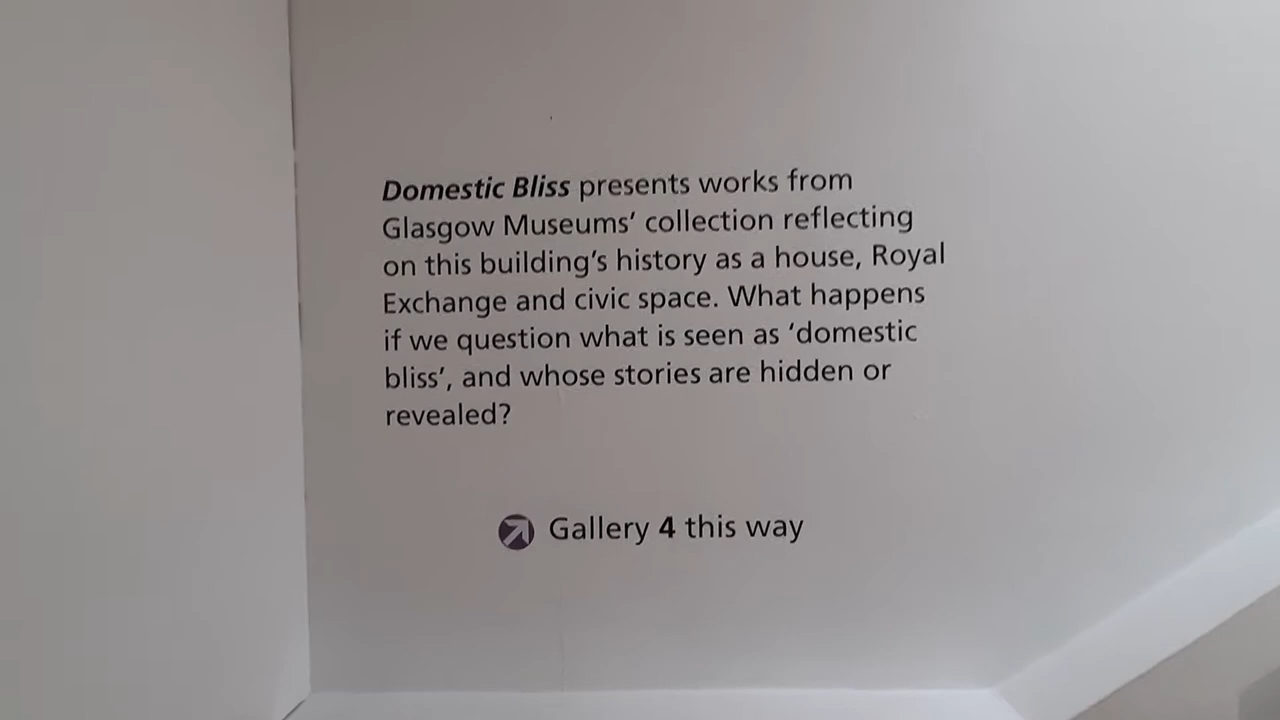 Domestic Bliss presents works from
Glasgow Museums’ collection reflecting
on this building’s history as a house, Royal
Exchange and civic space. What happens
if we question what is seen as ‘domestic
bliss’, and whose stories are hidden or
revealed?
Gallery 4 this way